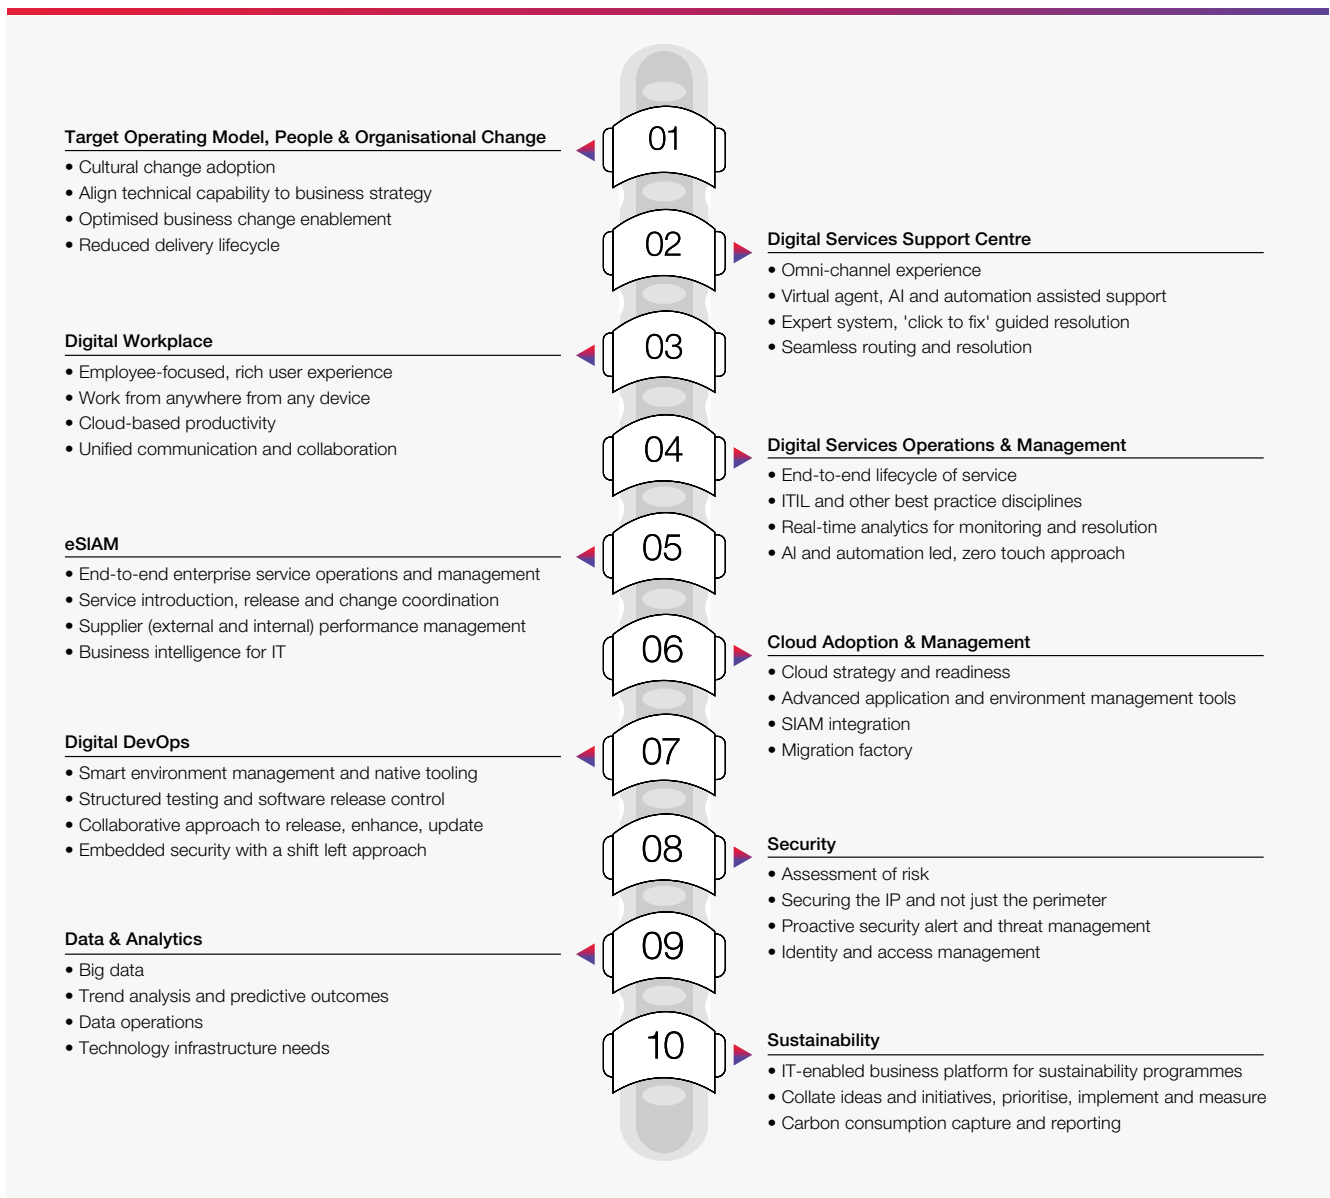 01
Target Operating Model, People & Organisational Change
• Cultural change adoption
• Align technical capability to business strategy
• Optimised business change enablement
• Reduced delivery lifecycle
02
Digital Services Support Centre
• Omni-channel experience
• Virtual agent, AI and automation assisted support
• Expert system, 'click to fix' guided resolution
• Seamless routing and resolution
03
Digital Workplace
• Employee-focused, rich user experience
• Work from anywhere from any device
• Cloud-based productivity
• Unified communication and collaboration
04
Digital Services Operations & Management
• End-to-end lifecycle of service
• ITIL and other best practice disciplines
• Real-time analytics for monitoring and resolution
• AI and automation led, zero touch approach
05
eSIAM
• End-to-end enterprise service operations and management
• Service introduction, release and change coordination
• Supplier (external and internal) performance management
• Business intelligence for IT
06
Cloud Adoption & Management
• Cloud strategy and readiness
• Advanced application and environment management tools
• SIAM integration
• Migration factory
07
Digital DevOps
• Smart environment management and native tooling
• Structured testing and software release control
• Collaborative approach to release, enhance, update
• Embedded security with a shift left approach
08
Security
• Assessment of risk
• Securing the IP and not just the perimeter
• Proactive security alert and threat management
• Identity and access management
09
Data & Analytics
• Big data
• Trend analysis and predictive outcomes
• Data operations
• Technology infrastructure needs
10
Sustainability
• IT-enabled business platform for sustainability programmes
• Collate ideas and initiatives, prioritise, implement and measure
• Carbon consumption capture and reporting